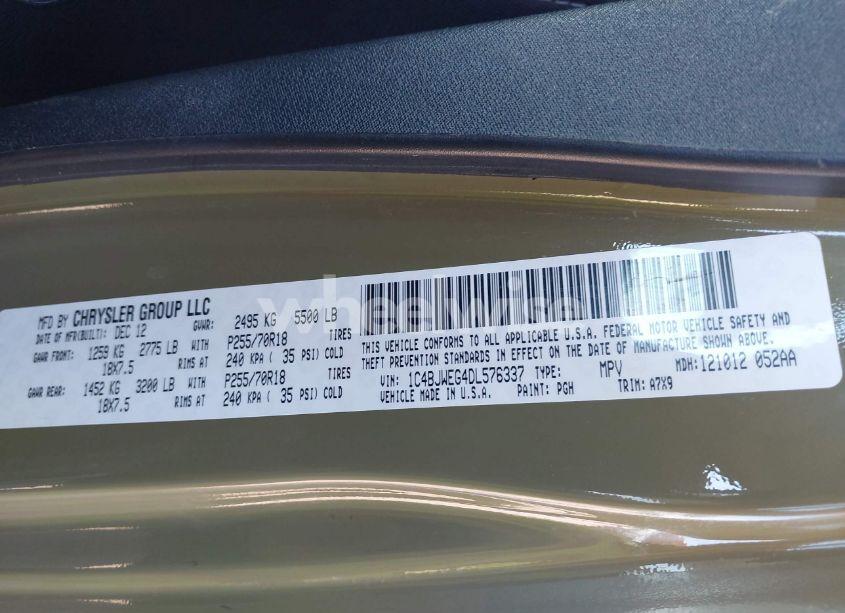 MFD BY CHRYSLER GROUP LLC
DATE OF MFR(BUILT): DEC 12 GVWR: 2495 KG 5500 LB
GAWR FRONT: 1259 KG 2775 LB WITH P255/70R18 TIRES
18X7.5 RIMS AT 240 KPA ( 35 PSI) COLD
GAWR REAR: 1452 KG 3200 LB WITH P255/70R18 TIRES
18X7.5 RIMS AT 240 KPA ( 35 PSI) COLD
THIS VEHICLE CONFORMS TO ALL APPLICABLE U.S.A. FEDERAL MOTOR VEHICLE SAFETY AND
THEFT PREVENTION STANDARDS IN EFFECT ON THE DATE OF MANUFACTURE SHOWN ABOVE.
VIN: 1C4BJWEG4DL576337 TYPE: MPV MDH:121012 052AA
VEHICLE MADE IN U.S.A. PAINT: PGH TRIM: A7X9
wheelwise